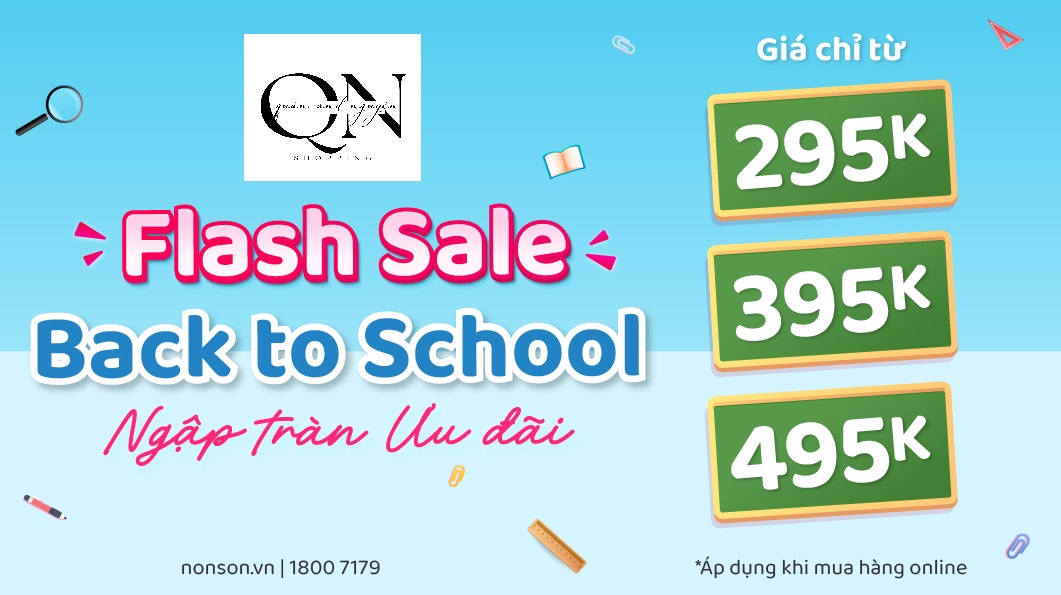 QN
SHOPPING
Flash Sale
Back to School
Ngập tràn Ưu đãi
nonson.vn | 1800 7179
Giá chỉ từ
295K
395K
495K
*Áp dụng khi mua hàng online